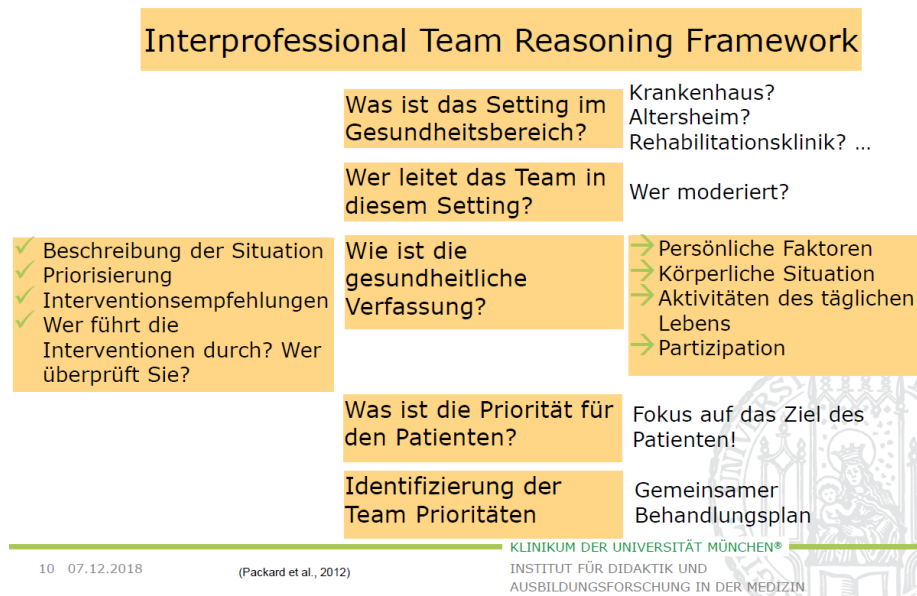 Interprofessional Team Reasoning Framework
Was ist das Setting im
Gesundheitsbereich?
Krankenhaus?
Altersheim?
Rehabilitationsklinik? ...
Wer leitet das Team in
diesem Setting?
Wer moderiert?
✓ Beschreibung der Situation
✓ Priorisierung
✓ Interventionsempfehlungen
✓ Wer führt die
Interventionen durch? Wer
überprüft Sie?
Wie ist die
gesundheitliche
Verfassung?
→ Persönliche Faktoren
→ Körperliche Situation
→ Aktivitäten des täglichen
Lebens
→ Partizipation
Was ist die Priorität für
den Patienten?
Fokus auf das Ziel des
Patienten!
Identifizierung der
Team Prioritäten
Gemeinsamer
Behandlungsplan
10 07.12.2018
(Packard et al., 2012)
KLINIKUM DER UNIVERSITÄT MÜNCHEN®
INSTITUT FÜR DIDAKTIK UND
AUSBILDUNGSFORSCHUNG IN DER MEDIZIN